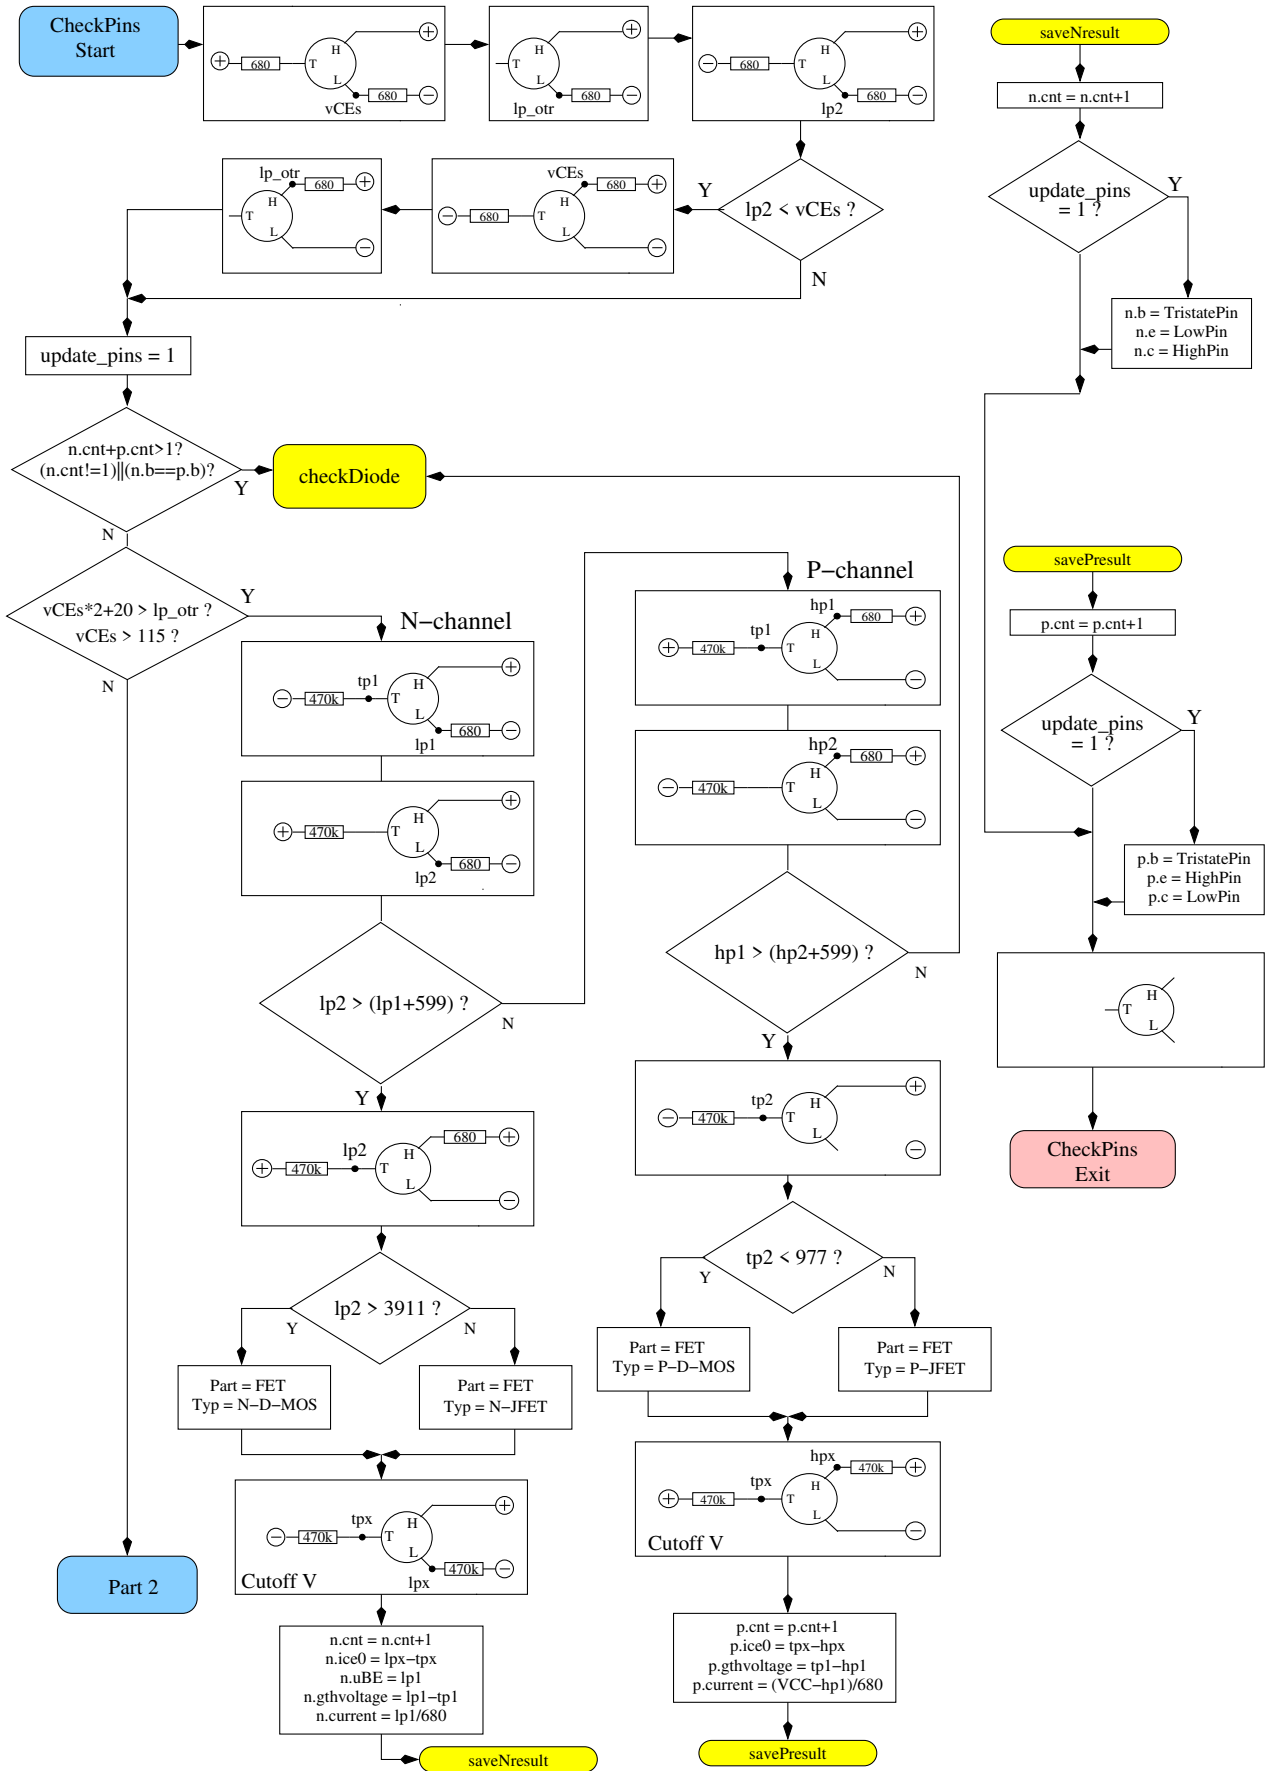 CheckPins
Start
+ 680 T H L + vCEs 680 −
T H L + lp_otr −
− 680 T H L + lp2 680 −
lp_otr 680 + T H L −
vCEs 680 + − 680 T H L −
lp2 < vCEs ?
Y
N
update_pins = 1
n.cnt+p.cnt>1?
(n.cnt!=1)||(n.b==p.b)?
Y
N
checkDiode
vCEs*2+20 > lp_otr ?
vCEs > 115 ?
Y
N
Part 2
N−channel
− 470k tp1 T H L + lp1 680 −
+ 470k T H L + lp2 680 −
lp2 > (lp1+599) ?
N
Y
+ 470k lp2 T H L 680 + −
lp2 > 3911 ?
Y
N
Part = FET
Typ = N−D−MOS
Part = FET
Typ = N−JFET
− 470k tpx T H L + lpx 470k −
Cutoff V
n.cnt = n.cnt+1
n.ice0 = lpx−tpx
n.uBE = lp1
n.gthvoltage = lp1−tp1
n.current = lp1/680
saveNresult
P−channel
+ 470k tp1 T H L hp1 680 + −
− 470k T H L hp2 680 + −
hp1 > (hp2+599) ?
N
Y
− 470k tp2 T H L + −
tp2 < 977 ?
Y
N
Part = FET
Typ = P−D−MOS
Part = FET
Typ = P−JFET
+ 470k tpx T H L hpx 470k + −
Cutoff V
p.cnt = p.cnt+1
p.ice0 = tpx−hpx
p.gthvoltage = tp1−hp1
p.current = (VCC−hp1)/680
savePresult
saveNresult
n.cnt = n.cnt+1
update_pins
= 1 ?
Y
n.b = TristatePin
n.e = LowPin
n.c = HighPin
savePresult
p.cnt = p.cnt+1
update_pins
= 1 ?
Y
p.b = TristatePin
p.e = HighPin
p.c = LowPin
T H L
CheckPins
Exit